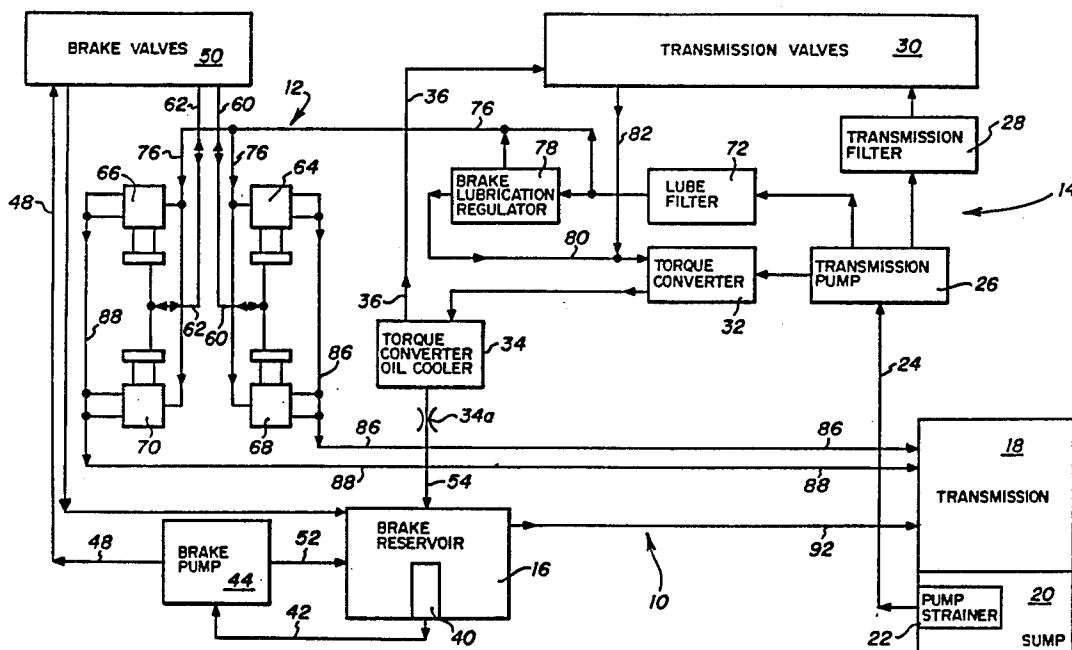 BRAKE VALVES
50
TRANSMISSION VALVES
30
62
60
12
36
76
82
TRANSMISSION
FILTER
28
76
76
78
72
14
66
64
BRAKE
LUBRICATION
REGULATOR
LUBE
FILTER
48
80
TORQUE
CONVERTER
32
TRANSMISSION
PUMP
26
62
60
36
88
86
TORQUE
CONVERTER
OIL COOLER
34
24
34a
70
68
86
86
18
88
88
54
TRANSMISSION
BRAKE
RESERVOIR
16
48
BRAKE
PUMP
44
52
10
92
42
40
PUMP
STRAINER
22
20
SUMP